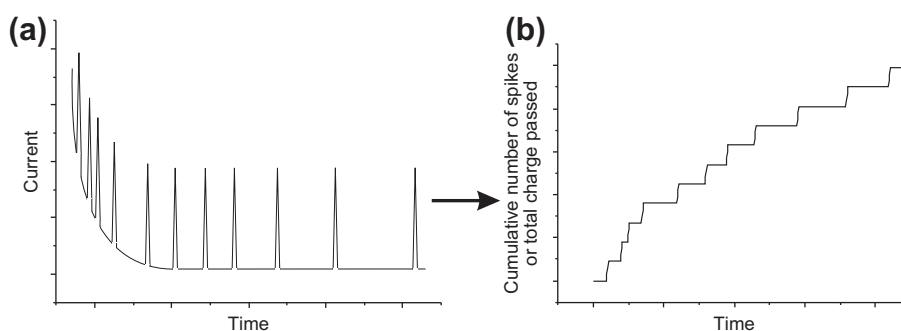 (a)
Current
Time
(b)
Cumulative number of spikes
or total charge passed
Time